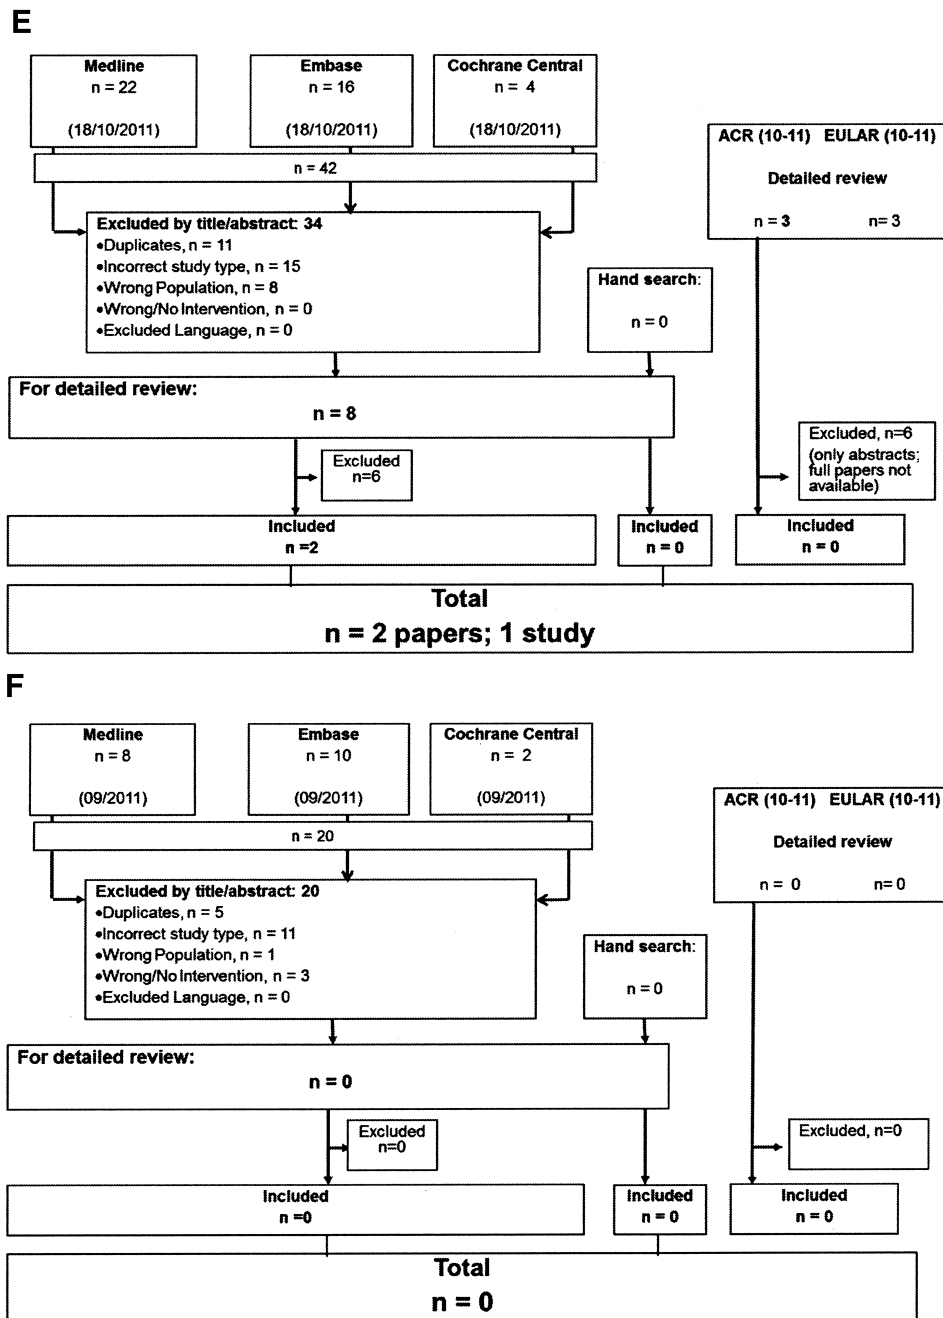 E
Medline
n = 22
(18/10/2011)
Embase
n = 16
(18/10/2011)
Cochrane Central
n = 4
(18/10/2011)
n = 42
ACR (10-11) EULAR (10-11)
Detailed review
n = 3 n= 3
Excluded by title/abstract: 34
•Duplicates, n = 11
•Incorrect study type, n = 15
•Wrong Population, n = 8
•Wrong/No Intervention, n = 0
•Excluded Language, n = 0
Hand search:
n = 0
For detailed review:
n = 8
Excluded
n=6
Excluded, n=6
(only abstracts;
full papers not
available)
Included
n =2
Included
n = 0
Included
n = 0
Total
n = 2 papers; 1 study
F
Medline
n = 8
(09/2011)
Embase
n = 10
(09/2011)
Cochrane Central
n = 2
(09/2011)
n = 20
ACR (10-11) EULAR (10-11)
Detailed review
n = 0 n= 0
Excluded by title/abstract: 20
•Duplicates, n = 5
•Incorrect study type, n = 11
•Wrong Population, n = 1
•Wrong/No Intervention, n = 3
•Excluded Language, n = 0
Hand search:
n = 0
For detailed review:
n = 0
Excluded
n=0
Excluded, n=0
Included
n =0
Included
n = 0
Included
n = 0
Total
n = 0